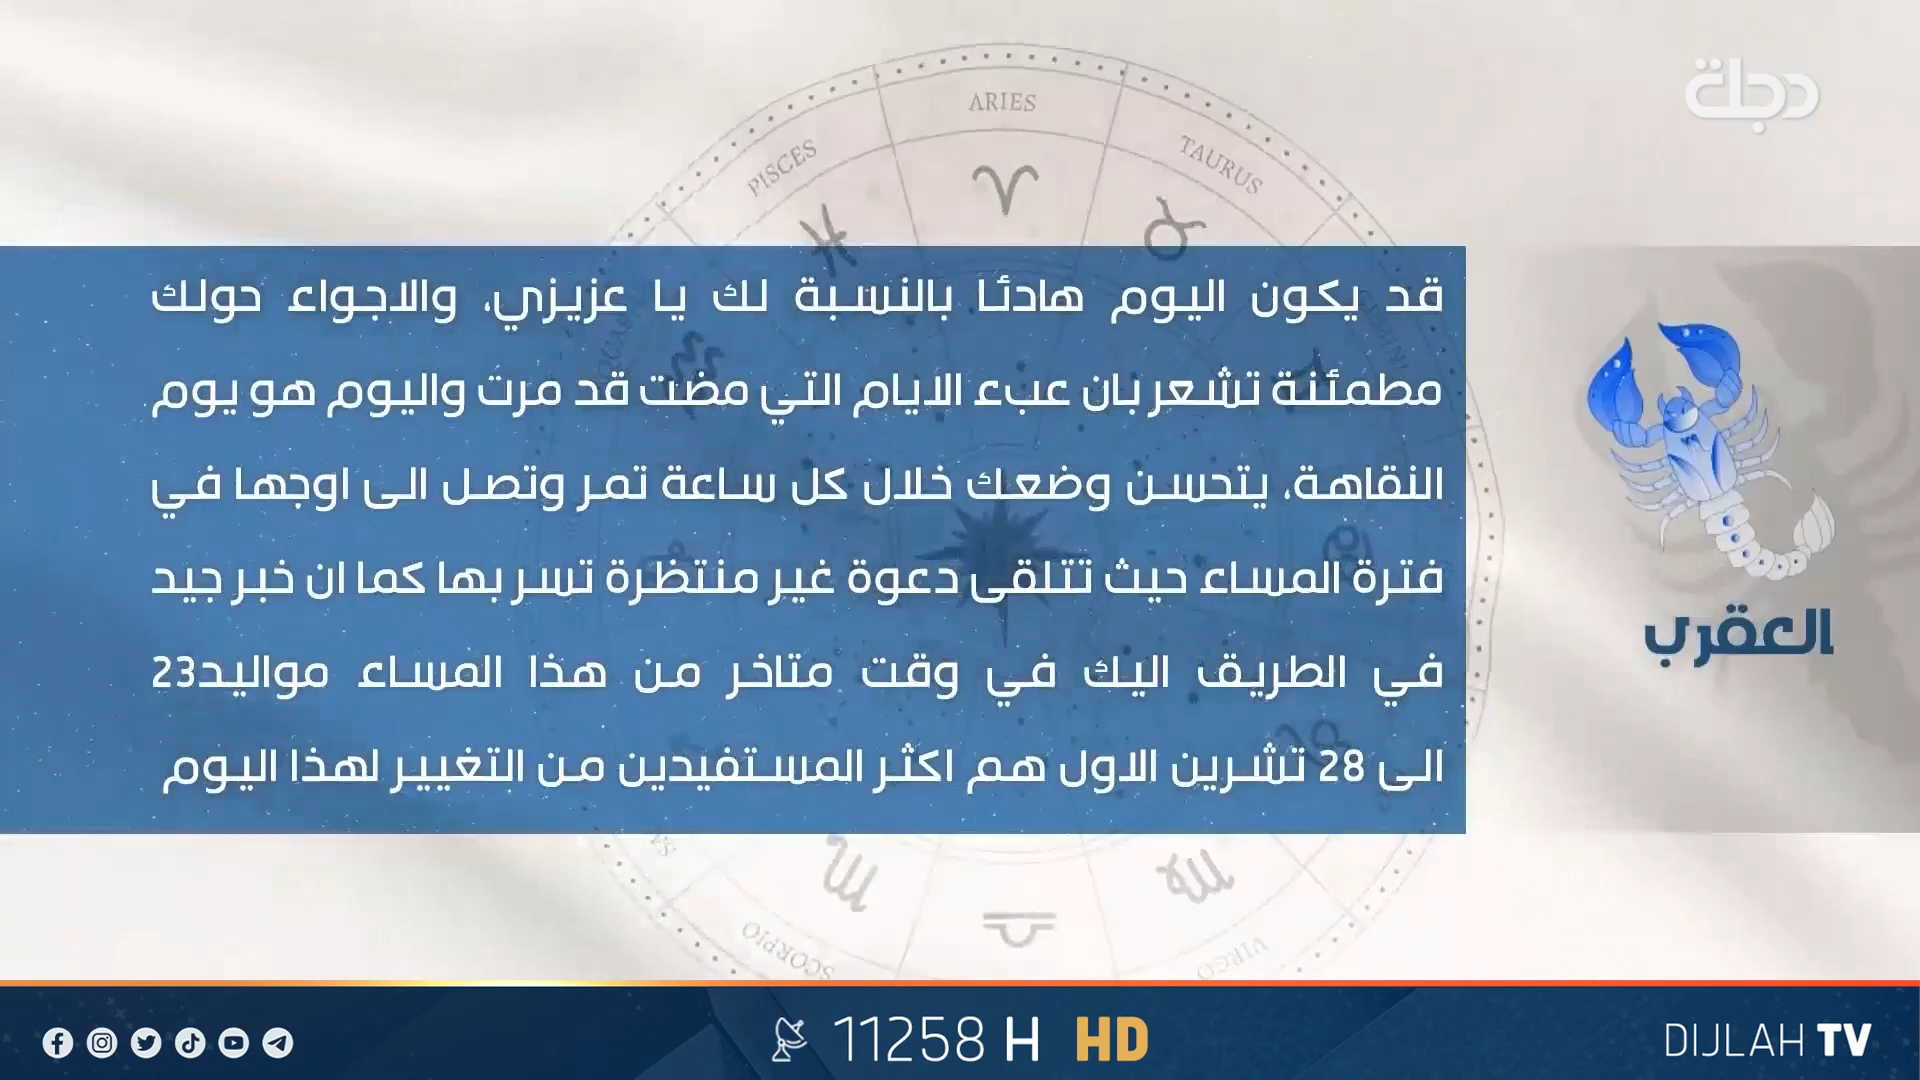 دجلة
ARIES
PISCES
TAURUS
قد يكون اليوم هادئا بالنسبة لك يا عزيزي، والاجواء حولك
مطمئنة تشعر بان عبء الايام التي مضت قد مرت واليوم هو يوم
النقاهة، يتحسن وضعك خلال كل ساعة تمر وتصل الى اوجها في
فترة المساء حيث تتلقى دعوة غير منتظرة تسر بها كما ان خبر جيد
في الطريق اليك في وقت متاخر من هذا المساء مواليد23
الى 28 تشرين الاول هم اكثر المستفيدين من التغيير لهذا اليوم
العقرب
SCORPIO
VIRGO
11258 H HD
DIJLAH TV